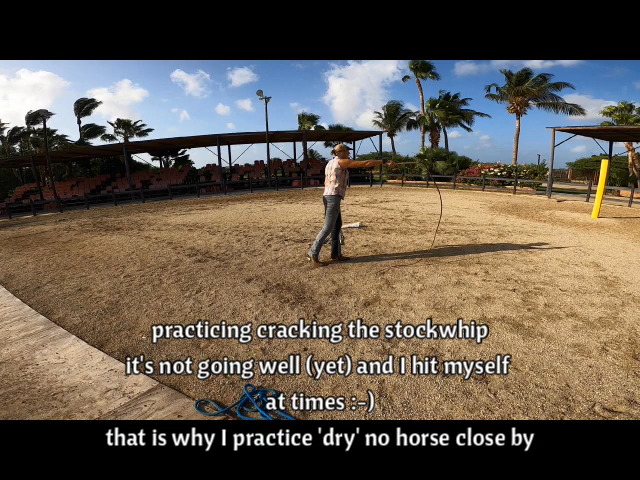 practicing cracking the stockwhip
it's not going well (yet) and I hit myself
at times :-)
that is why I practice 'dry' no horse close by